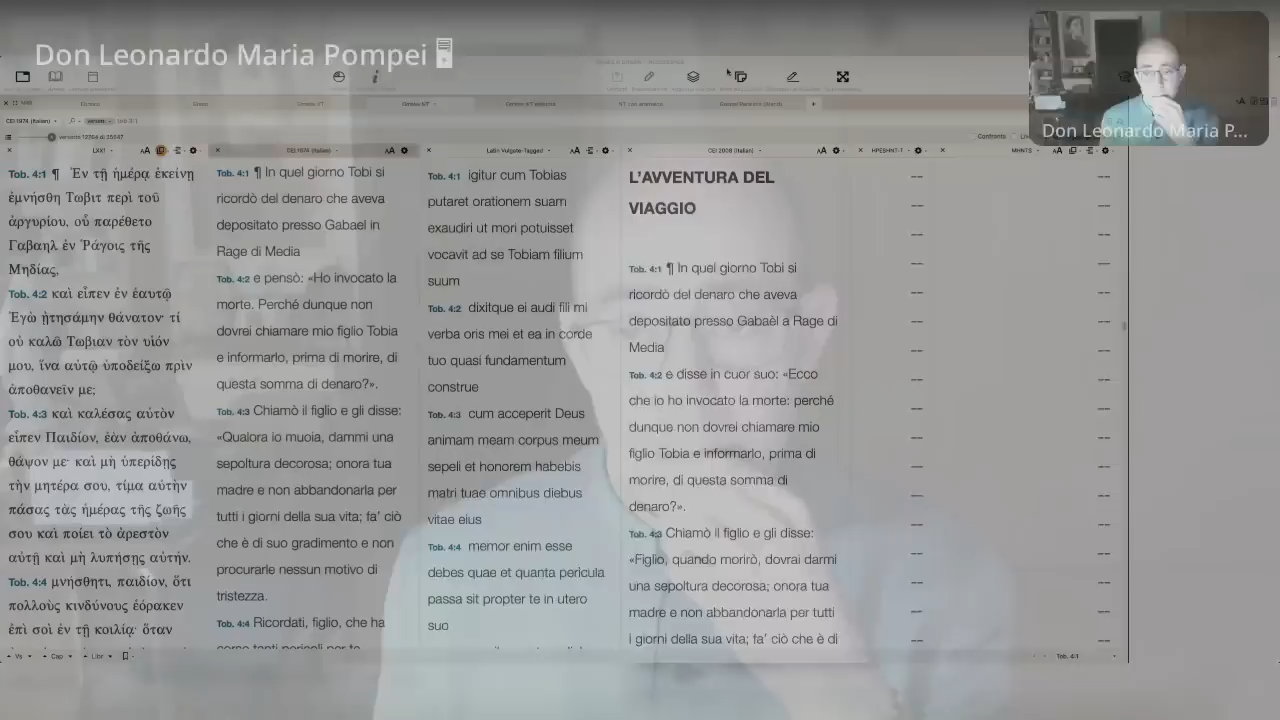 Don Leonardo Maria Pompei
Don Leonardo Maria P...
CEI 1974 (Italian)
LXX1
CEI 1974 (Italian)
Latin Vulgate-Tagged
CEI 2008 (Italian)
HPESHNT-T
MHNTS
Tob. 4:1 ¶ Ἐν τῇ ἡμέρᾳ ἐκείνῃ
ἐμνήσθη Τωβιτ περὶ τοῦ
ἀργυρίου, οὗ παρέθετο
Γαβαηλ ἐν Ῥάγοις τῆς
Μηδίας,
Tob. 4:2 καὶ εἶπεν ἐν ἑαυτῷ
Ἐγὼ ᾐτησάμην θάνατον· τί
οὐ καλῶ Τωβιαν τὸν υἱόν
μου, ἵνα αὐτῷ ὑποδείξω πρὶν
ἀποθανεῖν με;
Tob. 4:3 καὶ καλέσας αὐτὸν
εἶπεν Παιδίον, ἐὰν ἀποθάνω,
θάψον με· καὶ μὴ ὑπερίδῃς
τὴν μητέρα σου, τίμα αὐτὴν
πάσας τὰς ἡμέρας τῆς ζωῆς
σου καὶ ποίει τὸ ἀρεστὸν
αὐτῇ καὶ μὴ λυπήσῃς αὐτήν.
Tob. 4:4 μνήσθητι, παιδίον, ὅτι
πολλοὺς κινδύνους ἑόρακεν
ἐπὶ σοὶ ἐν τῇ κοιλίᾳ· ὅταν
Tob. 4:1 ¶ In quel giorno Tobi si
ricordò del denaro che aveva
depositato presso Gabael in
Rage di Media
Tob. 4:2 e pensò: «Ho invocato la
morte. Perché dunque non
dovrei chiamare mio figlio Tobia
e informarlo, prima di morire, di
questa somma di denaro?».
Tob. 4:3 Chiamò il figlio e gli disse:
«Qualora io muoia, dammi una
sepoltura decorosa; onora tua
madre e non abbandonarla per
tutti i giorni della sua vita; fa’ ciò
che è di suo gradimento e non
procurarle nessun motivo di
tristezza.
Tob. 4:4 Ricordati, figlio, che ha
corso tanti pericoli per te
Tob. 4:1 igitur cum Tobias
putaret orationem suam
exaudiri ut mori potuisset
vocavit ad se Tobiam filium
suum
Tob. 4:2 dixitque ei audi fili mi
verba oris mei et ea in corde
tuo quasi fundamentum
construe
Tob. 4:3 cum acceperit Deus
animam meam corpus meum
sepeli et honorem habebis
matri tuae omnibus diebus
vitae eius
Tob. 4:4 memor enim esse
debes quae et quanta pericula
passa sit propter te in utero
suo
L’AVVENTURA DEL
VIAGGIO
Tob. 4:1 ¶ In quel giorno Tobi si
ricordò del denaro che aveva
depositato presso Gabaèl a Rage di
Media
Tob. 4:2 e disse in cuor suo: «Ecco
che io ho invocato la morte: perché
dunque non dovrei chiamare mio
figlio Tobia e informarlo, prima di
morire, di questa somma di
denaro?».
Tob. 4:3 Chiamò il figlio e gli disse:
«Figlio, quando morirò, dovrai darmi
una sepoltura decorosa; onora tua
madre e non abbandonarla per tutti
i giorni della sua vita; fa’ ciò che è di
Vs Cap Libr
Tob. 4:1